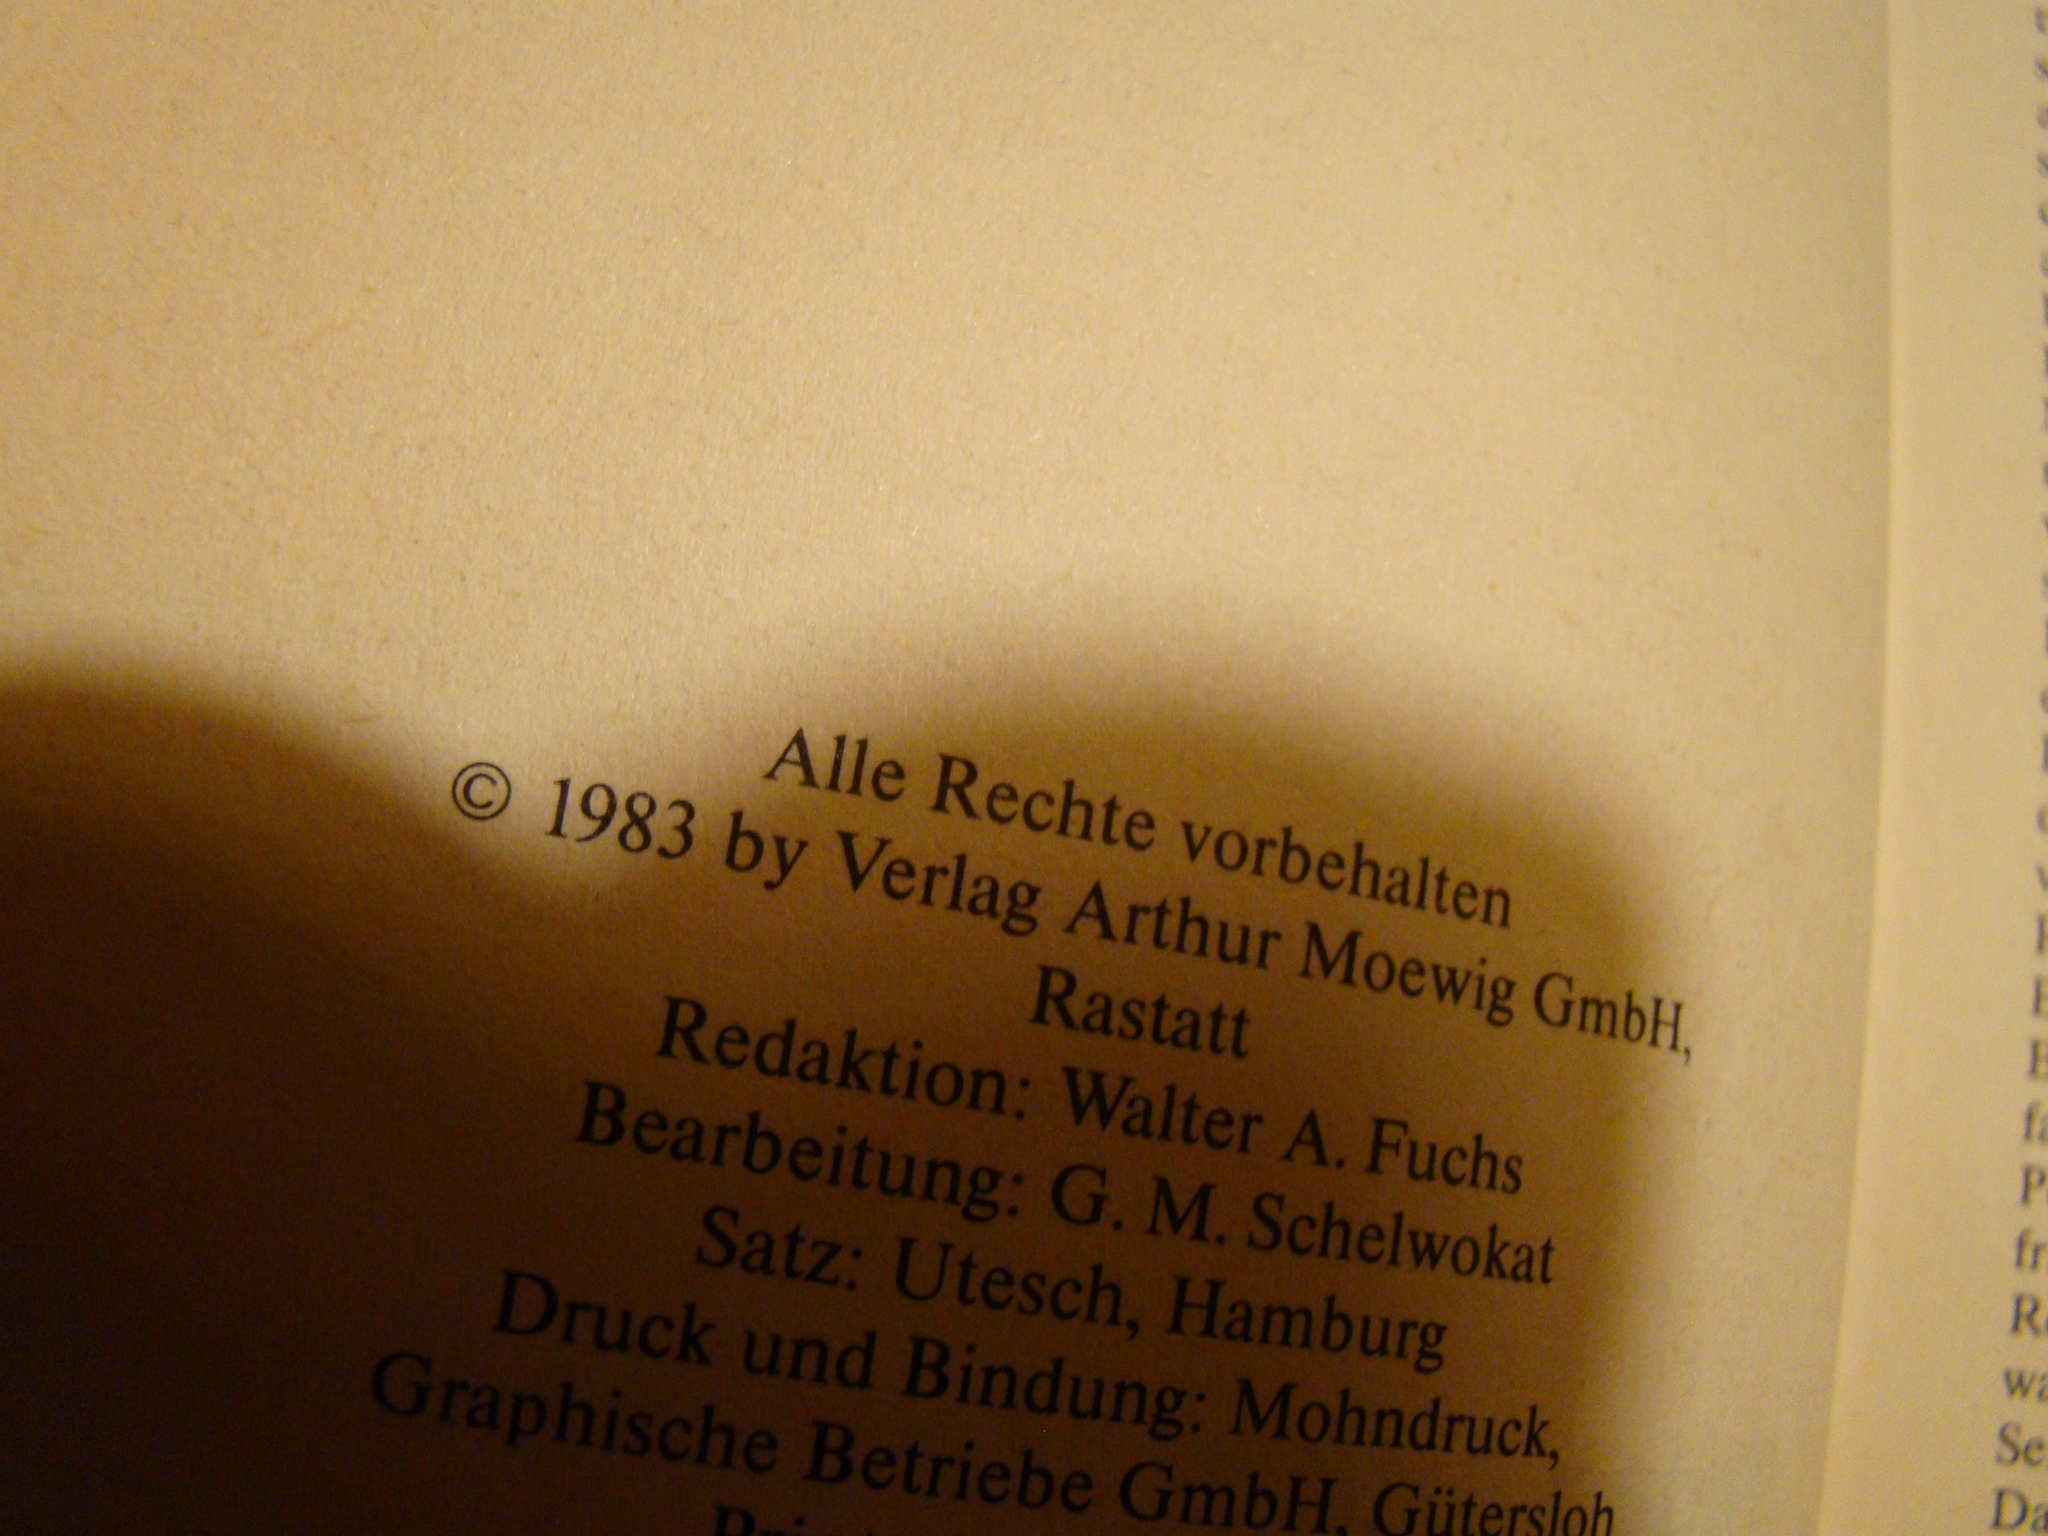 Alle Rechte vorbehalten
© 1983 by Verlag Arthur Moewig GmbH,
Rastatt
Redaktion: Walter A. Fuchs
Bearbeitung: G. M. Schelwokat
Satz: Utesch, Hamburg
Druck und Bindung: Mohndruck,
Graphische Betriebe GmbH, Gütersloh